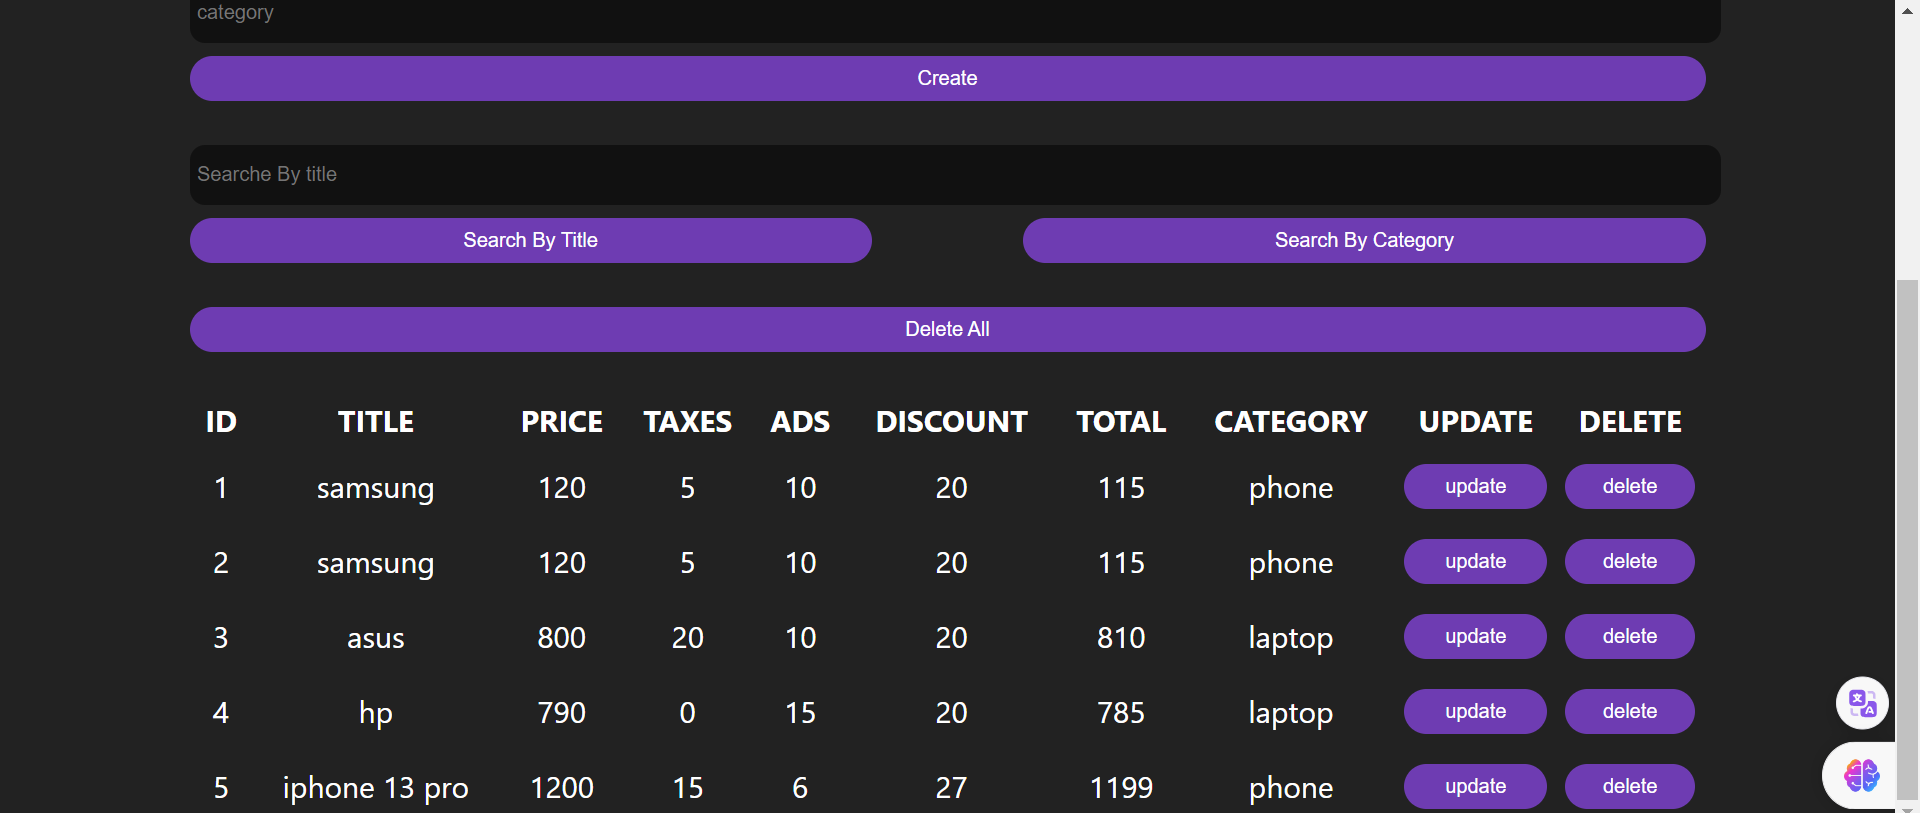 category
Create
Searche By title
Search By Title Search By Category
Delete All
ID TITLE PRICE TAXES ADS DISCOUNT TOTAL CATEGORY UPDATE DELETE
1 samsung 120 5 10 20 115 phone update delete
2 samsung 120 5 10 20 115 phone update delete
3 asus 800 20 10 20 810 laptop update delete
4 hp 790 0 15 20 785 laptop update delete
5 iphone 13 pro 1200 15 6 27 1199 phone update delete
文
A